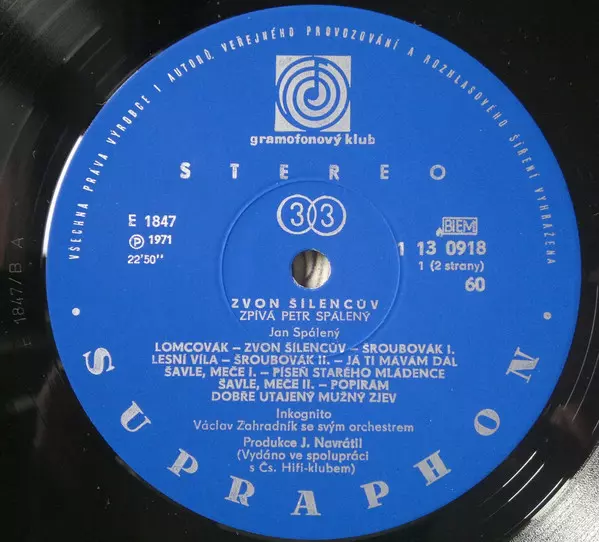 VŠECHNA PRÁVA VÝROBCE I AUTORŮ, VEŘEJNÉHO PROVOZOVÁNÍ A ROZHLASOVÉHO ŠÍŘENÍ VYHRAŽENA
gramofonový klub
STEREO
E 1847
Ⓟ 1971
22'50''
33
BIEM
1 13 0918
1 (2 strany)
60
ZVON ŠÍLENCŮV
ZPÍVÁ PETR SPÁLENÝ
Jan Spálený
LOMCOVÁK – ZVON ŠÍLENCŮV – ŠROUBOVÁK I.
LESNÍ VÍLA – ŠROUBOVÁK II. – JÁ TI MÁVÁM DÁL
ŠAVLE, MEČE I. – PÍSEŇ STARÉHO MLÁDENCE
ŠAVLE, MEČE II. – POPÍRÁM
DOBŘE UTAJENÝ MUŽNÝ ZJEV
Inkognito
Václav Zahradník se svým orchestrem
Produkce J. Navrátil
(Vydáno ve spolupráci
s Čs. Hifi-klubem)
SUPRAPHON
E 1847/B A